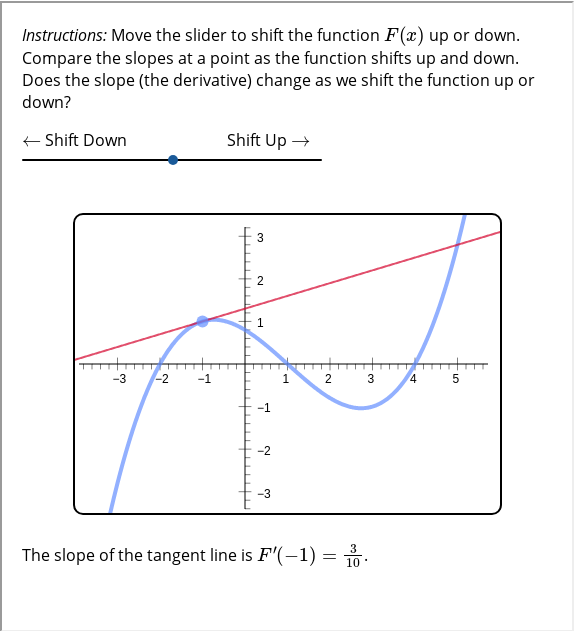 Instructions: Move the slider to shift the function F(x) up or down.
Compare the slopes at a point as the function shifts up and down.
Does the slope (the derivative) change as we shift the function up or
down?
← Shift Down Shift Up →
3
2
1
−3 −2 −1 1 2 3 4 5
−1
−2
−3
The slope of the tangent line is F′(−1) = 3/10.